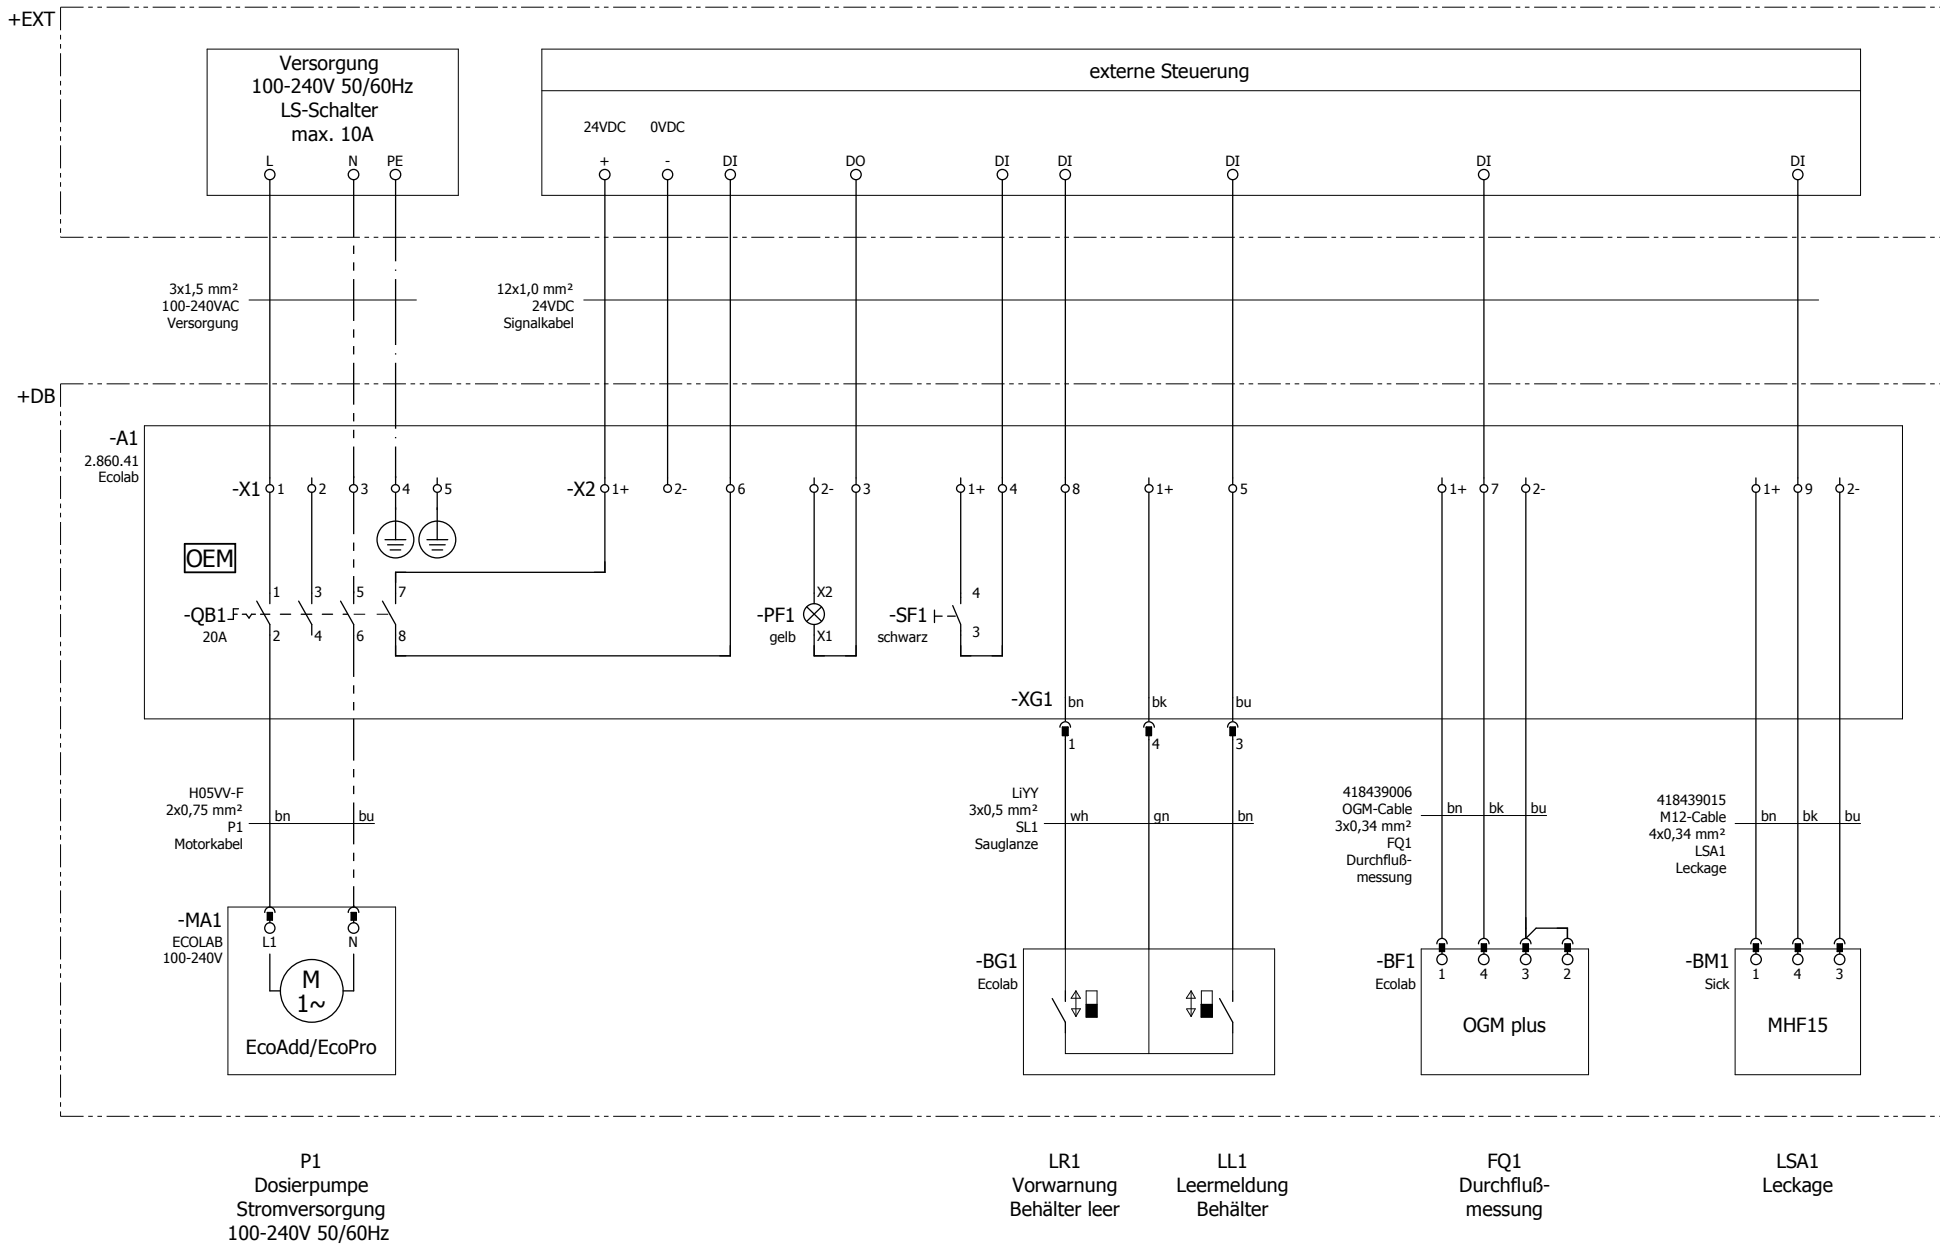 +EXT
Versorgung
100-240V 50/60Hz
LS-Schalter
max. 10A
L N PE
externe Steuerung
24VDC 0VDC
+ - DI DO DI DI DI DI DI
3x1,5 mm²
100-240VAC
Versorgung
12x1,0 mm²
24VDC
Signalkabel
+DB
-A1
2.860.41
Ecolab
-X1 1 2 3 4 5 -X2 1+ 2- 6 2- 3 1+ 4 8 1+ 5 1+ 7 2- 1+ 9 2-
OEM
1 3 5 7
-QB1
20A
2 4 6 8
X2
-PF1
gelb
X1
4
-SF1
schwarz
3
-XG1 bn bk bu
1 4 3
H05VV-F
2x0,75 mm²
P1
Motorkabel
bn bu
LiYY
3x0,5 mm²
SL1
Sauglanze
wh gn bn
418439006
OGM-Cable
3x0,34 mm²
FQ1
Durchfluß-
messung
bn bk bu
418439015
M12-Cable
4x0,34 mm²
LSA1
Leckage
bn bk bu
-MA1
ECOLAB
100-240V
L1 N
M
1~
EcoAdd/EcoPro
-BG1
Ecolab
-BF1
Ecolab
1 4 3 2
OGM plus
-BM1
Sick
1 4 3
MHF15
P1
Dosierpumpe
Stromversorgung
100-240V 50/60Hz
LR1
Vorwarnung
Behälter leer
LL1
Leermeldung
Behälter
FQ1
Durchfluß-
messung
LSA1
Leckage